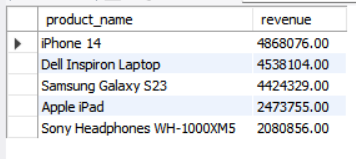 product_name revenue
iPhone 14 4868076.00
Dell Inspiron Laptop 4538104.00
Samsung Galaxy S23 4424329.00
Apple iPad 2473755.00
Sony Headphones WH-1000XM5 2080856.00